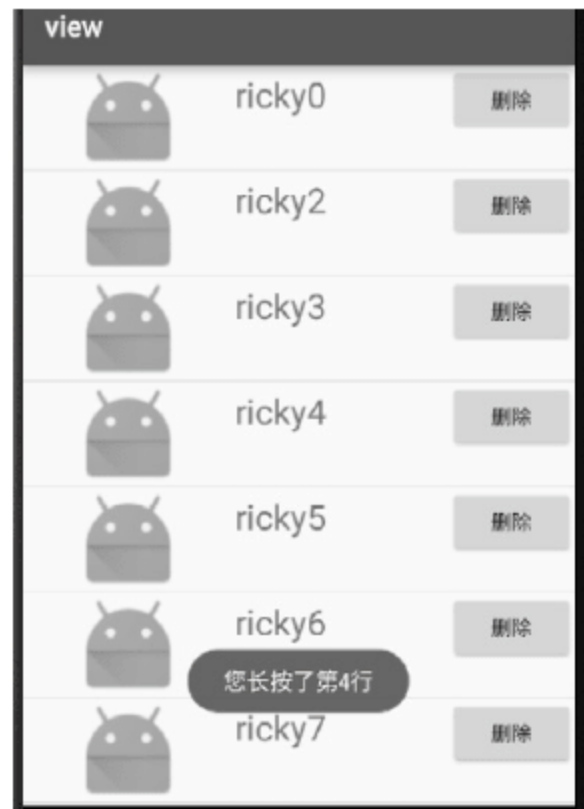 view
ricky0 删除
ricky2 删除
ricky3 删除
ricky4 删除
ricky5 删除
ricky6 删除
您长按了第4行
ricky7 删除